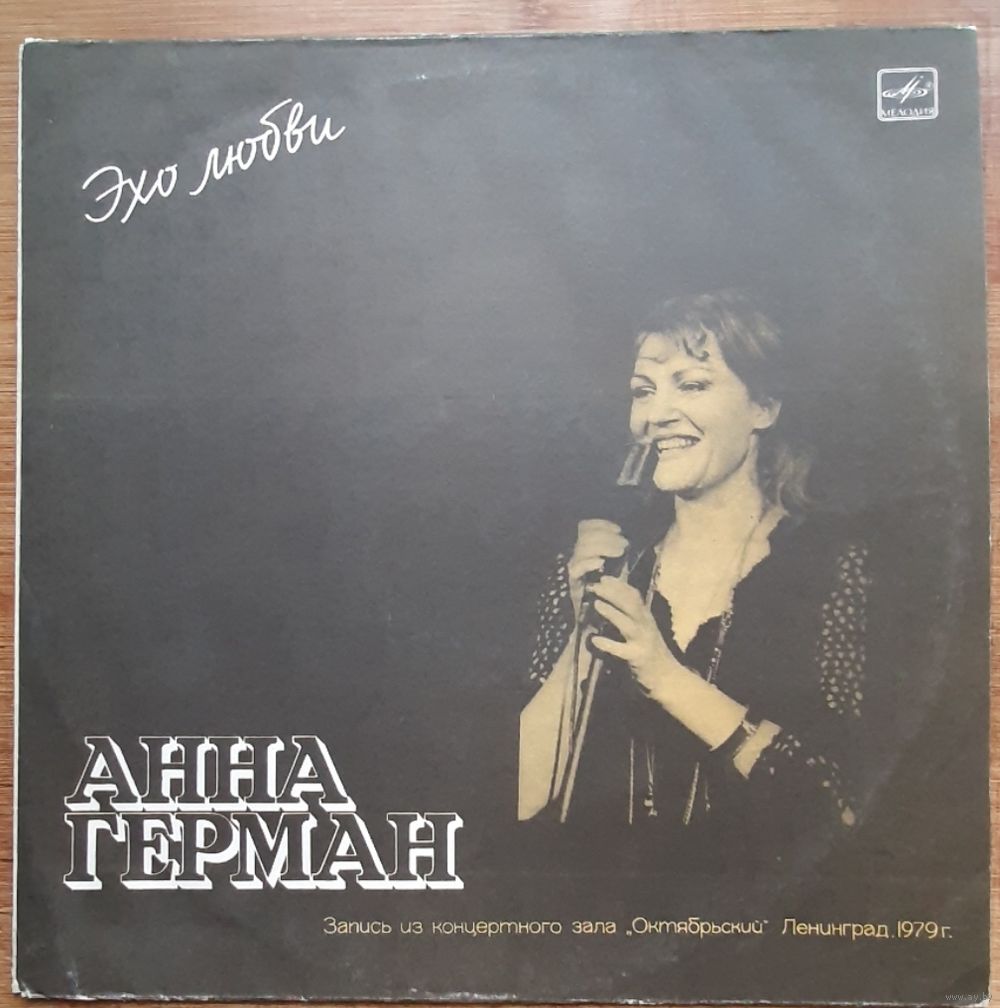 Эхо любви
МЕЛОДИЯ
АННА
ГЕРМАН
Запись из концертного зала „Октябрьский“ Ленинград. 1979 г.